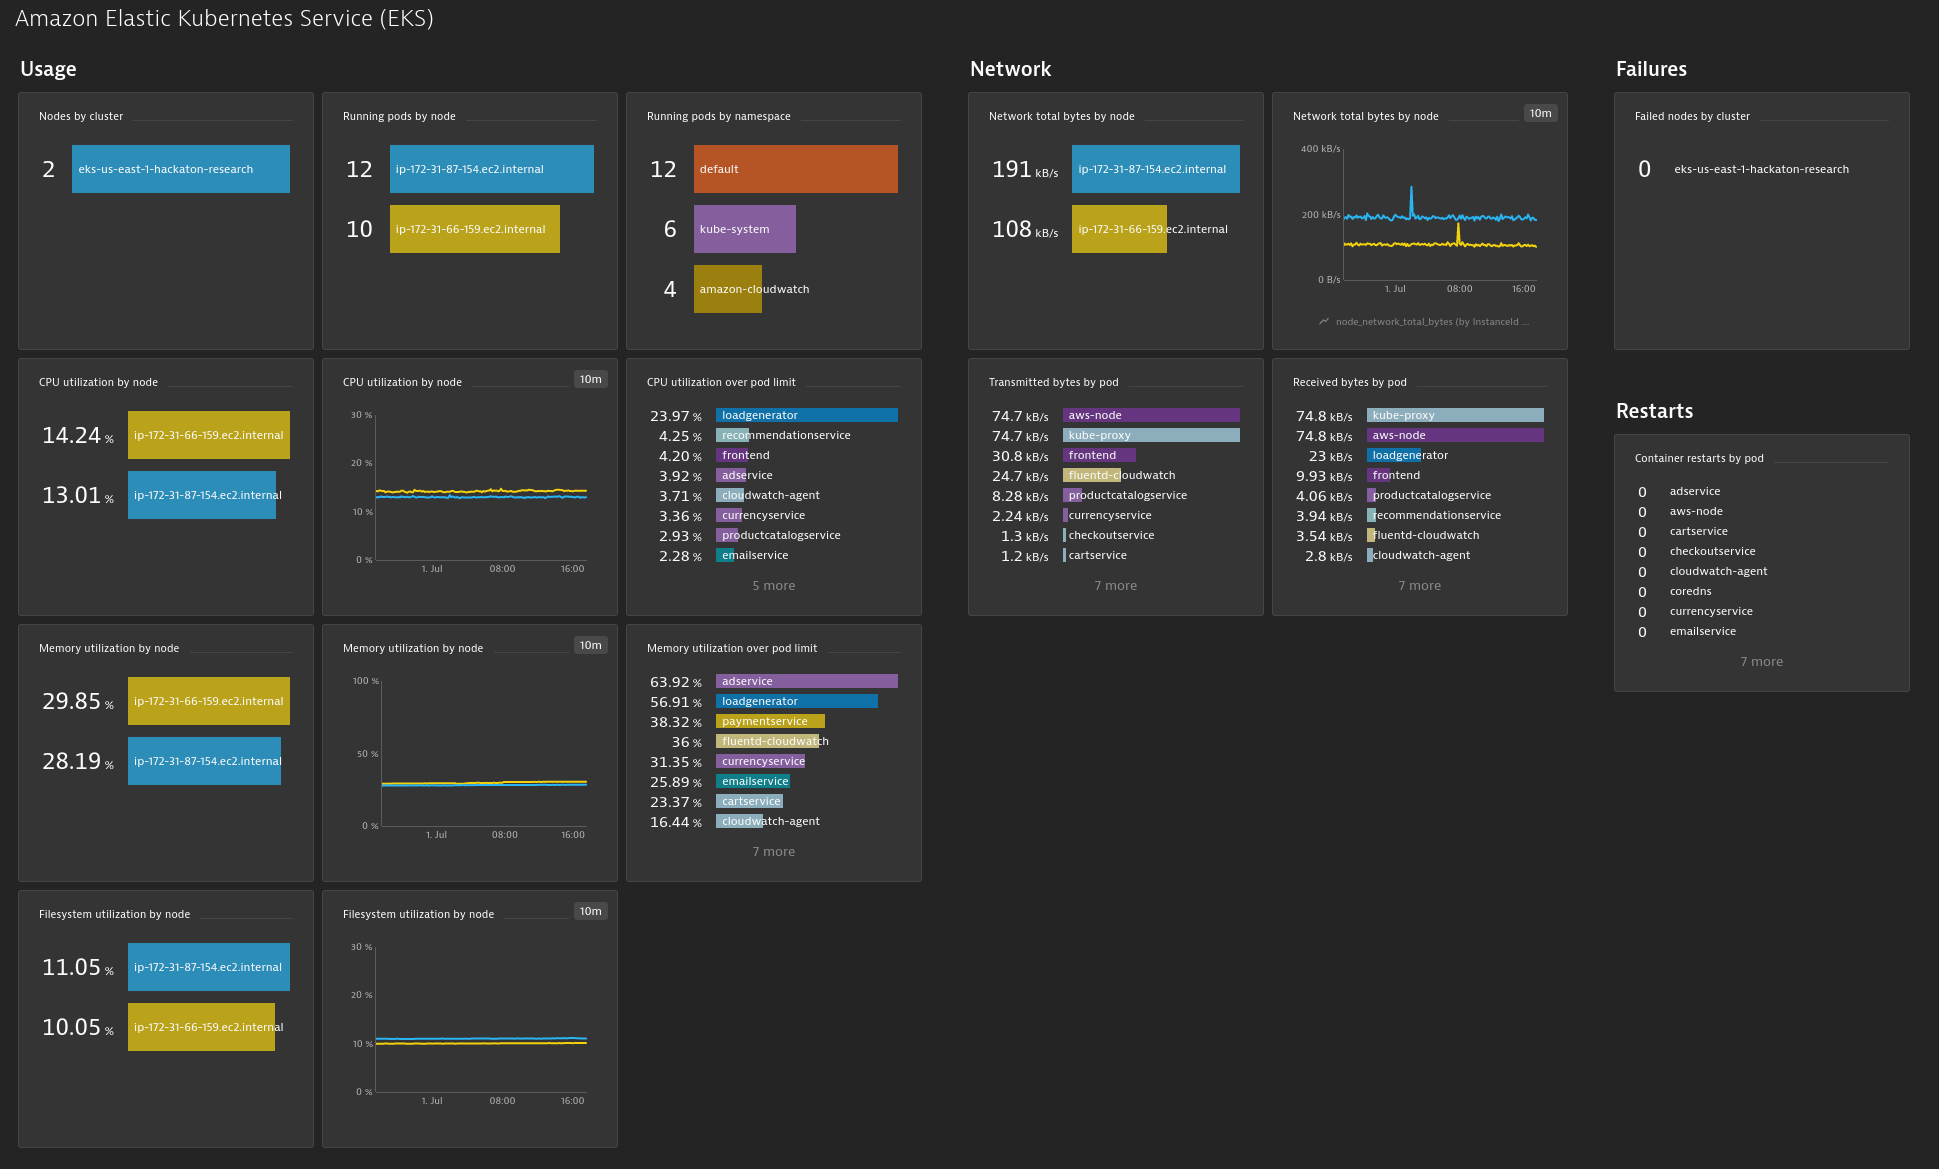 Amazon Elastic Kubernetes Service (EKS)
Usage
Nodes by cluster
2 eks-us-east-1-hackaton-research
Running pods by node
12 ip-172-31-87-154.ec2.internal
10 ip-172-31-66-159.ec2.internal
Running pods by namespace
12 default
6 kube-system
4 amazon-cloudwatch
CPU utilization by node
14.24 % ip-172-31-66-159.ec2.internal
13.01 % ip-172-31-87-154.ec2.internal
CPU utilization by node 10m
30 %
20 %
10 %
0 %
1. Jul 08:00 16:00
CPU utilization over pod limit
23.97 % loadgenerator
4.25 % recommendationservice
4.20 % frontend
3.92 % adservice
3.71 % cloudwatch-agent
3.36 % currencyservice
2.93 % productcatalogservice
2.28 % emailservice
5 more
Memory utilization by node
29.85 % ip-172-31-66-159.ec2.internal
28.19 % ip-172-31-87-154.ec2.internal
Memory utilization by node 10m
100 %
50 %
0 %
1. Jul 08:00 16:00
Memory utilization over pod limit
63.92 % adservice
56.91 % loadgenerator
38.32 % paymentservice
36 % fluentd-cloudwatch
31.35 % currencyservice
25.89 % emailservice
23.37 % cartservice
16.44 % cloudwatch-agent
7 more
Filesystem utilization by node
11.05 % ip-172-31-87-154.ec2.internal
10.05 % ip-172-31-66-159.ec2.internal
Filesystem utilization by node 10m
30 %
20 %
10 %
0 %
1. Jul 08:00 16:00
Network
Network total bytes by node
191 kB/s ip-172-31-87-154.ec2.internal
108 kB/s ip-172-31-66-159.ec2.internal
Network total bytes by node 10m
400 kB/s
200 kB/s
0 B/s
1. Jul 08:00 16:00
node_network_total_bytes (by InstanceId ...
Transmitted bytes by pod
74.7 kB/s aws-node
74.7 kB/s kube-proxy
30.8 kB/s frontend
24.7 kB/s fluentd-cloudwatch
8.28 kB/s productcatalogservice
2.24 kB/s currencyservice
1.3 kB/s checkoutservice
1.2 kB/s cartservice
7 more
Received bytes by pod
74.8 kB/s kube-proxy
74.8 kB/s aws-node
23 kB/s loadgenerator
9.93 kB/s frontend
4.06 kB/s productcatalogservice
3.94 kB/s recommendationservice
3.54 kB/s fluentd-cloudwatch
2.8 kB/s cloudwatch-agent
7 more
Failures
Failed nodes by cluster
0 eks-us-east-1-hackaton-research
Restarts
Container restarts by pod
0 adservice
0 aws-node
0 cartservice
0 checkoutservice
0 cloudwatch-agent
0 coredns
0 currencyservice
0 emailservice
7 more